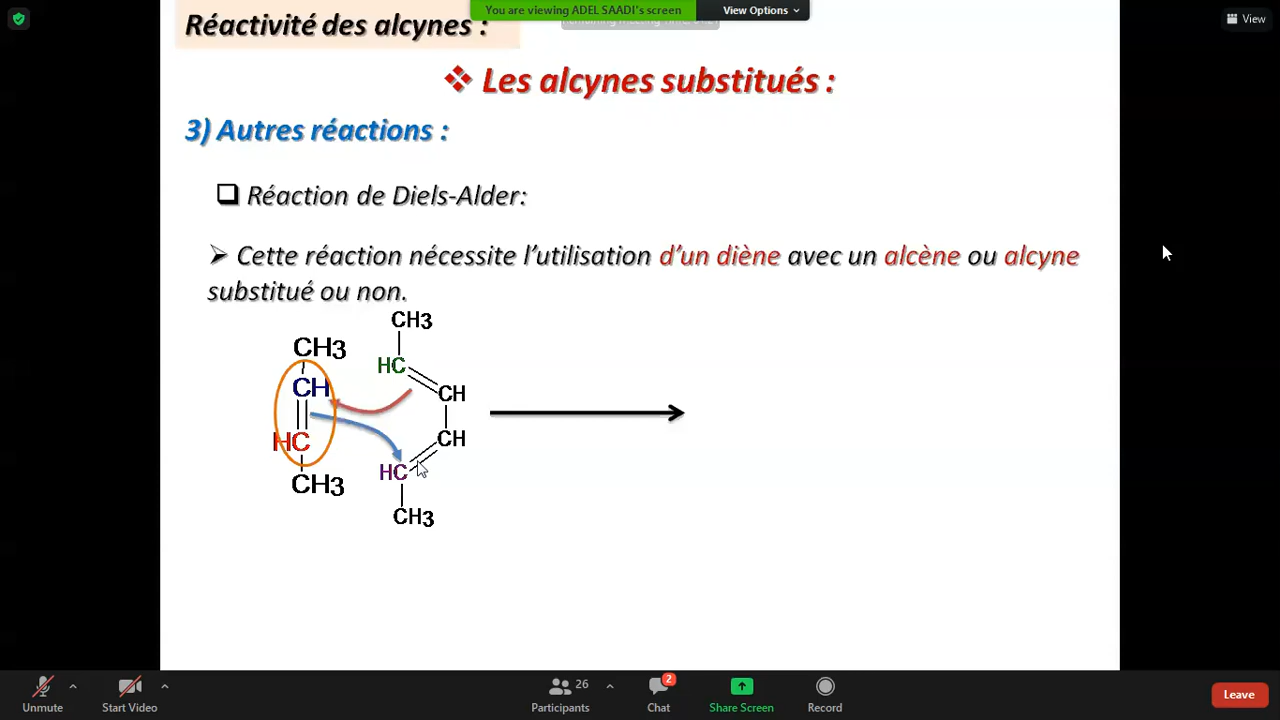 You are viewing ADEL SAADI's screen
View Options
View
Réactivité des alcynes :
Les alcynes substitués :
3) Autres réactions :
Réaction de Diels-Alder:
Cette réaction nécessite l'utilisation d'un diène avec un alcène ou alcyne
substitué ou non.
CH3
CH3
HC
CH
CH
CH
HC
HC
CH3
CH3
Unmute
Start Video
26
Participants
2
Chat
Share Screen
Record
Leave